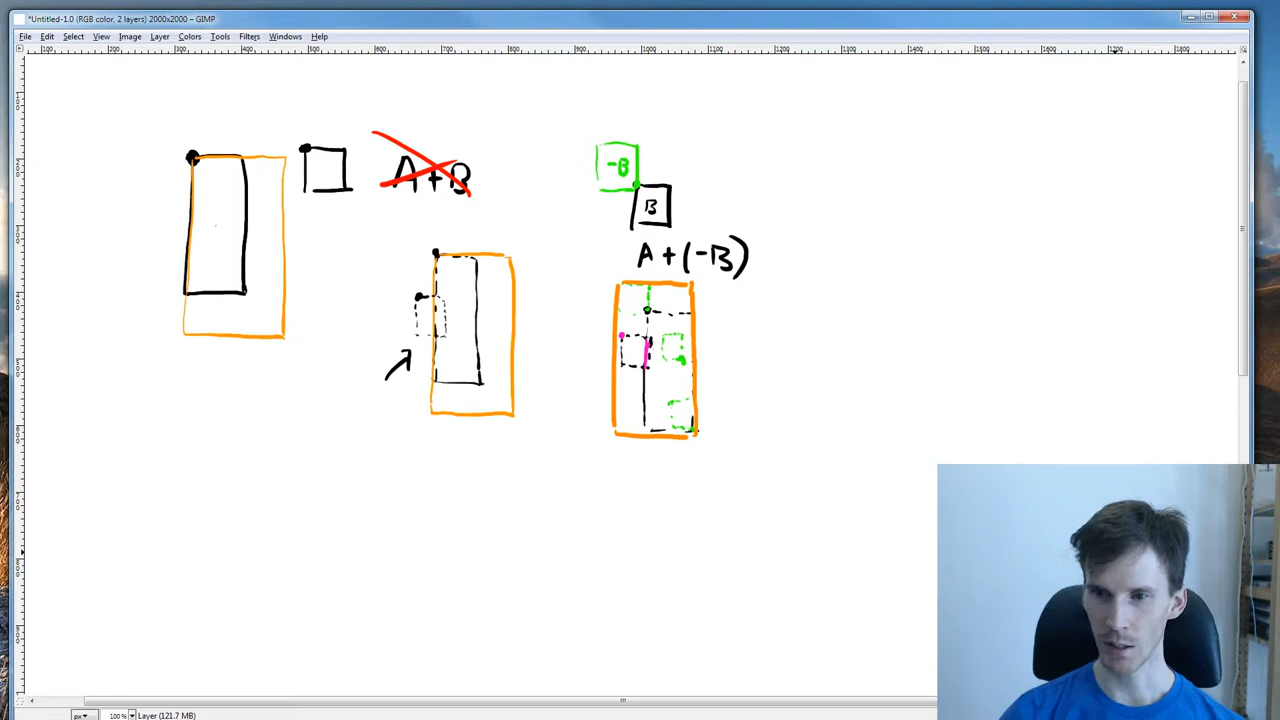 *Untitled-1.0 (RGB color, 2 layers) 2000x2000 – GIMP
File Edit Select View Image Layer Colors Tools Filters Windows Help
A+B
-B
B
A+(-B)
px 100% Layer (121.7 MB)